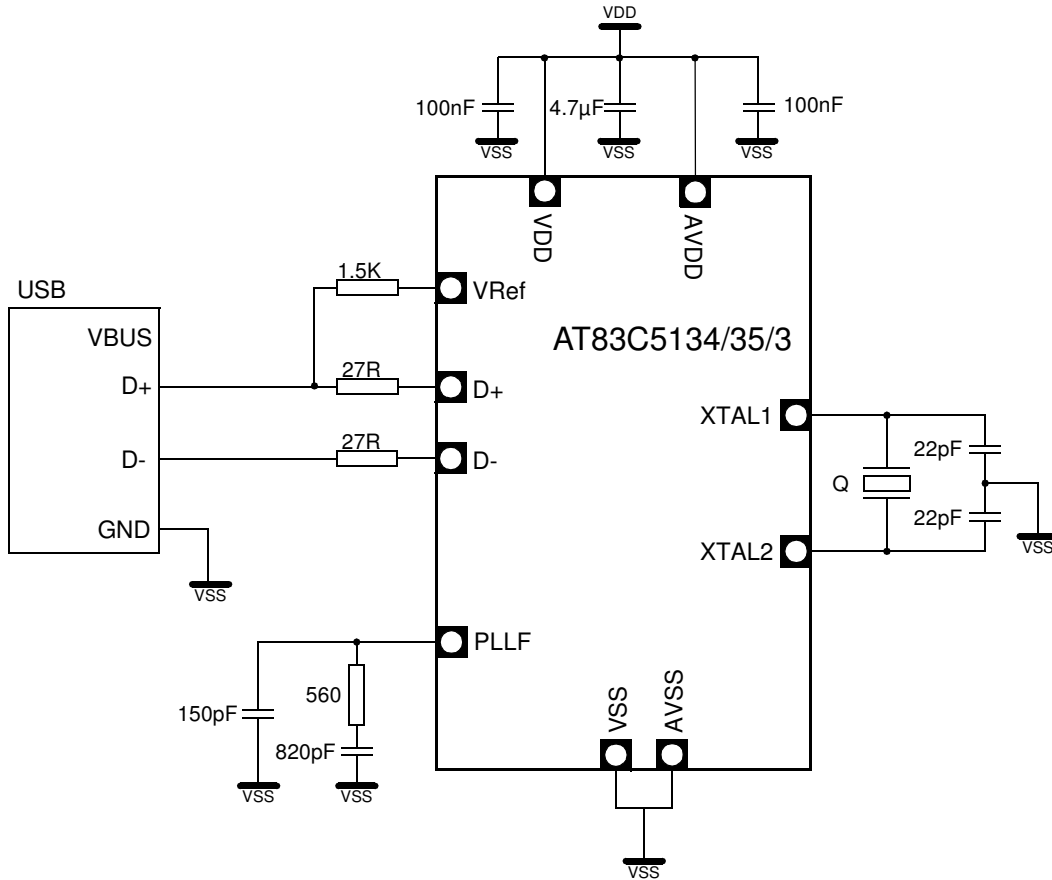 VDD
100nF
4.7µF
100nF
VSS
VSS
VSS
VDD
AVDD
1.5K
VRef
USB
VBUS
AT83C5134/35/3
27R
D+
D+
XTAL1
27R
D-
D-
22pF
Q
22pF
GND
XTAL2
VSS
VSS
PLLF
560
150pF
820pF
VSS
AVSS
VSS
VSS
VSS